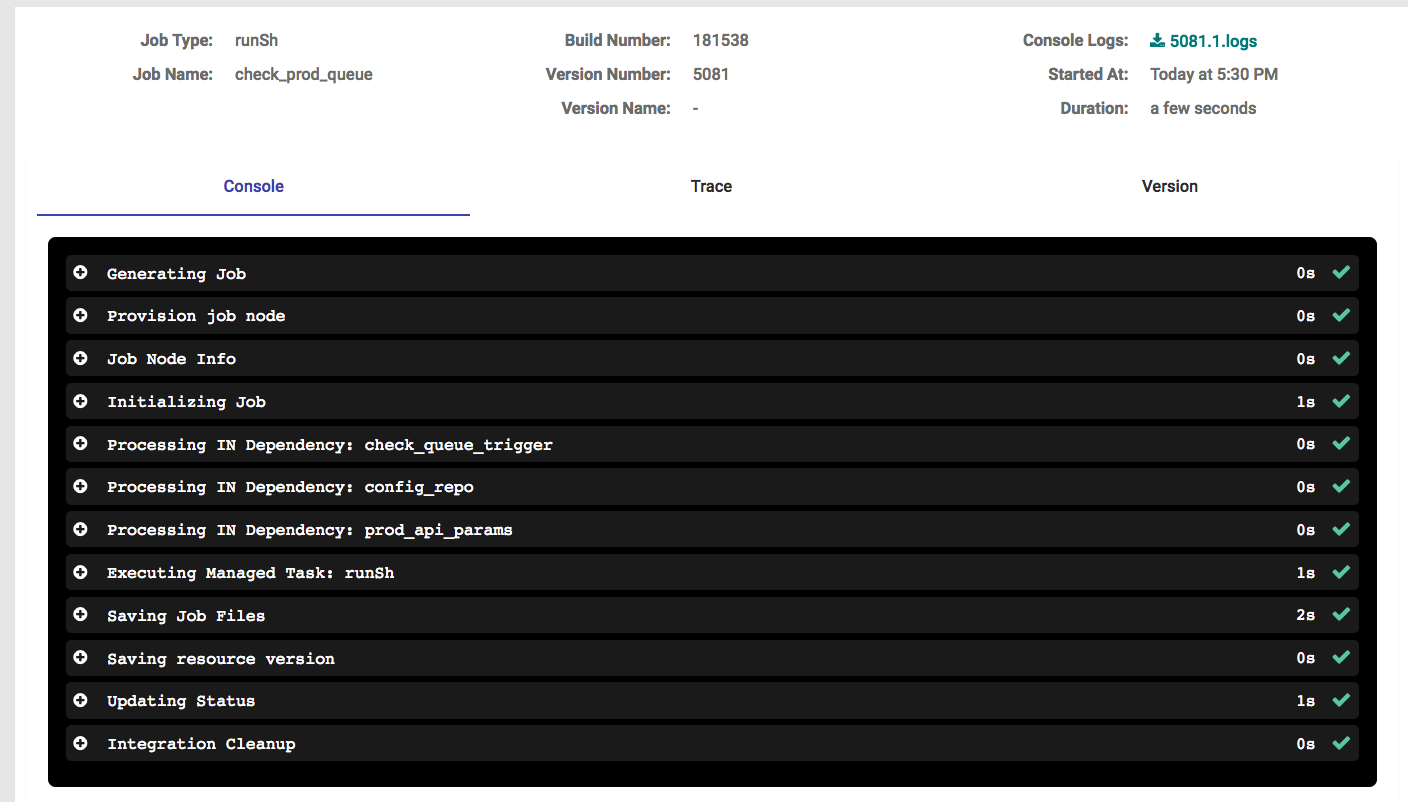 Job Type: runSh Build Number: 181538 Console Logs: 5081.1.logs
Job Name: check_prod_queue Version Number: 5081 Started At: Today at 5:30 PM
Version Name: - Duration: a few seconds
Console Trace Version
Generating Job 0s
Provision job node 0s
Job Node Info 0s
Initializing Job 1s
Processing IN Dependency: check_queue_trigger 0s
Processing IN Dependency: config_repo 0s
Processing IN Dependency: prod_api_params 0s
Executing Managed Task: runSh 1s
Saving Job Files 2s
Saving resource version 0s
Updating Status 1s
Integration Cleanup 0s